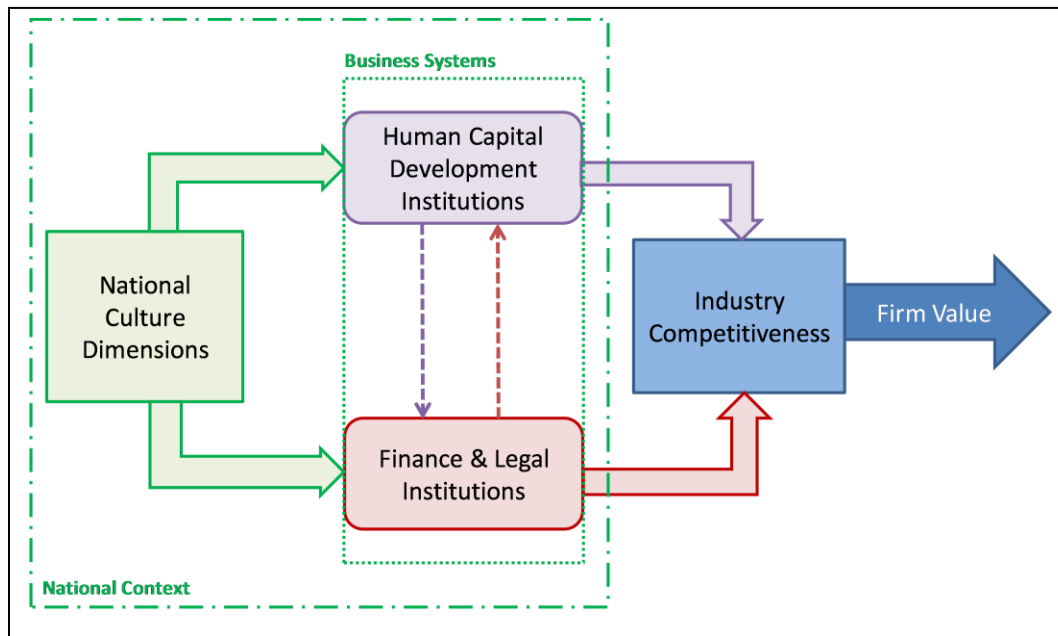 Business Systems
Human Capital
Development
Institutions
National
Culture
Dimensions
Industry
Competitiveness
Firm Value
Finance & Legal
Institutions
National Context